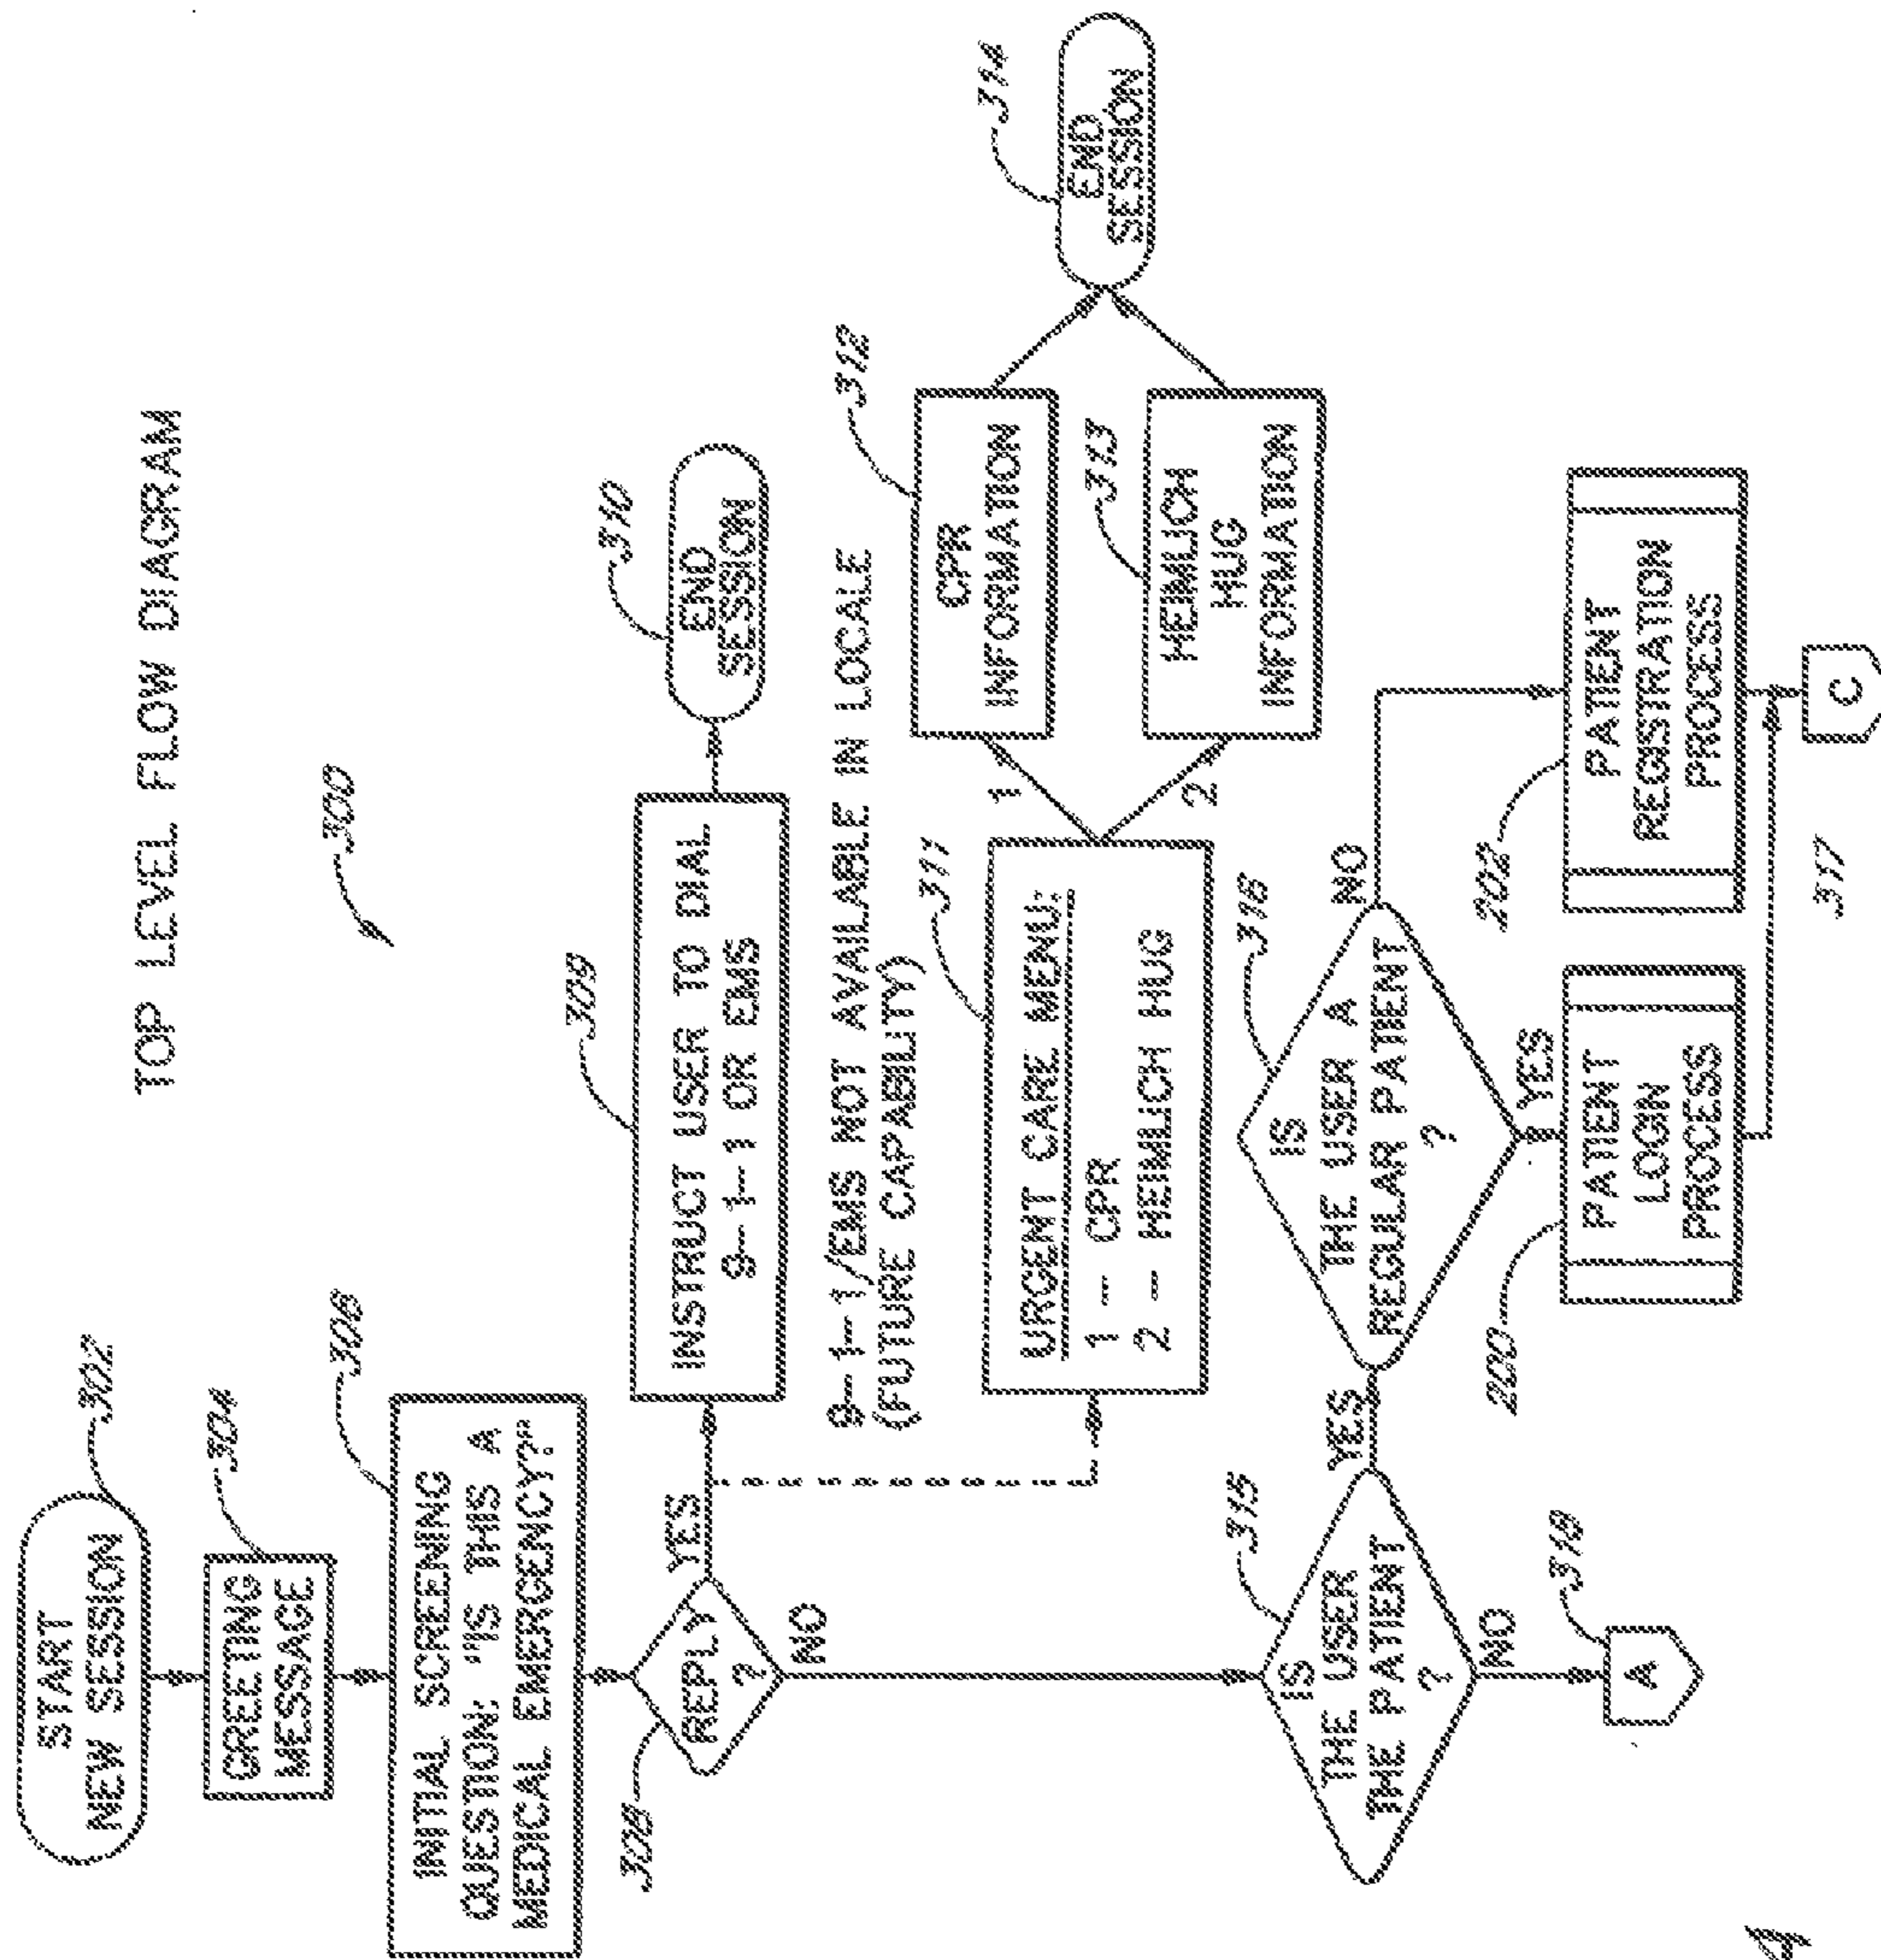 TOP LEVEL FLOW DIAGRAM
300
START
NEW SESSION
302
GREETING
MESSAGE
304
INITIAL SCREENING
QUESTION: "IS THIS A
MEDICAL EMERGENCY?"
306
REPLY
?
308
YES
NO
INSTRUCT USER TO DIAL
9-1-1 OR EMS
309
END
SESSION
310
9-1-1/EMS NOT AVAILABLE IN LOCALE
(FUTURE CAPABILITY)
URGENT CARE MENU:
1 - CPR
2 - HEIMLICH HUG
311
1
2
CPR
INFORMATION
312
HEIMLICH
HUG
INFORMATION
313
END
SESSION
314
IS
THE USER
THE PATIENT
?
315
YES
NO
A
318
IS
THE USER A
REGULAR PATIENT
?
316
NO
YES
PATIENT
LOGIN
PROCESS
200
PATIENT
REGISTRATION
PROCESS
202
317
C
4